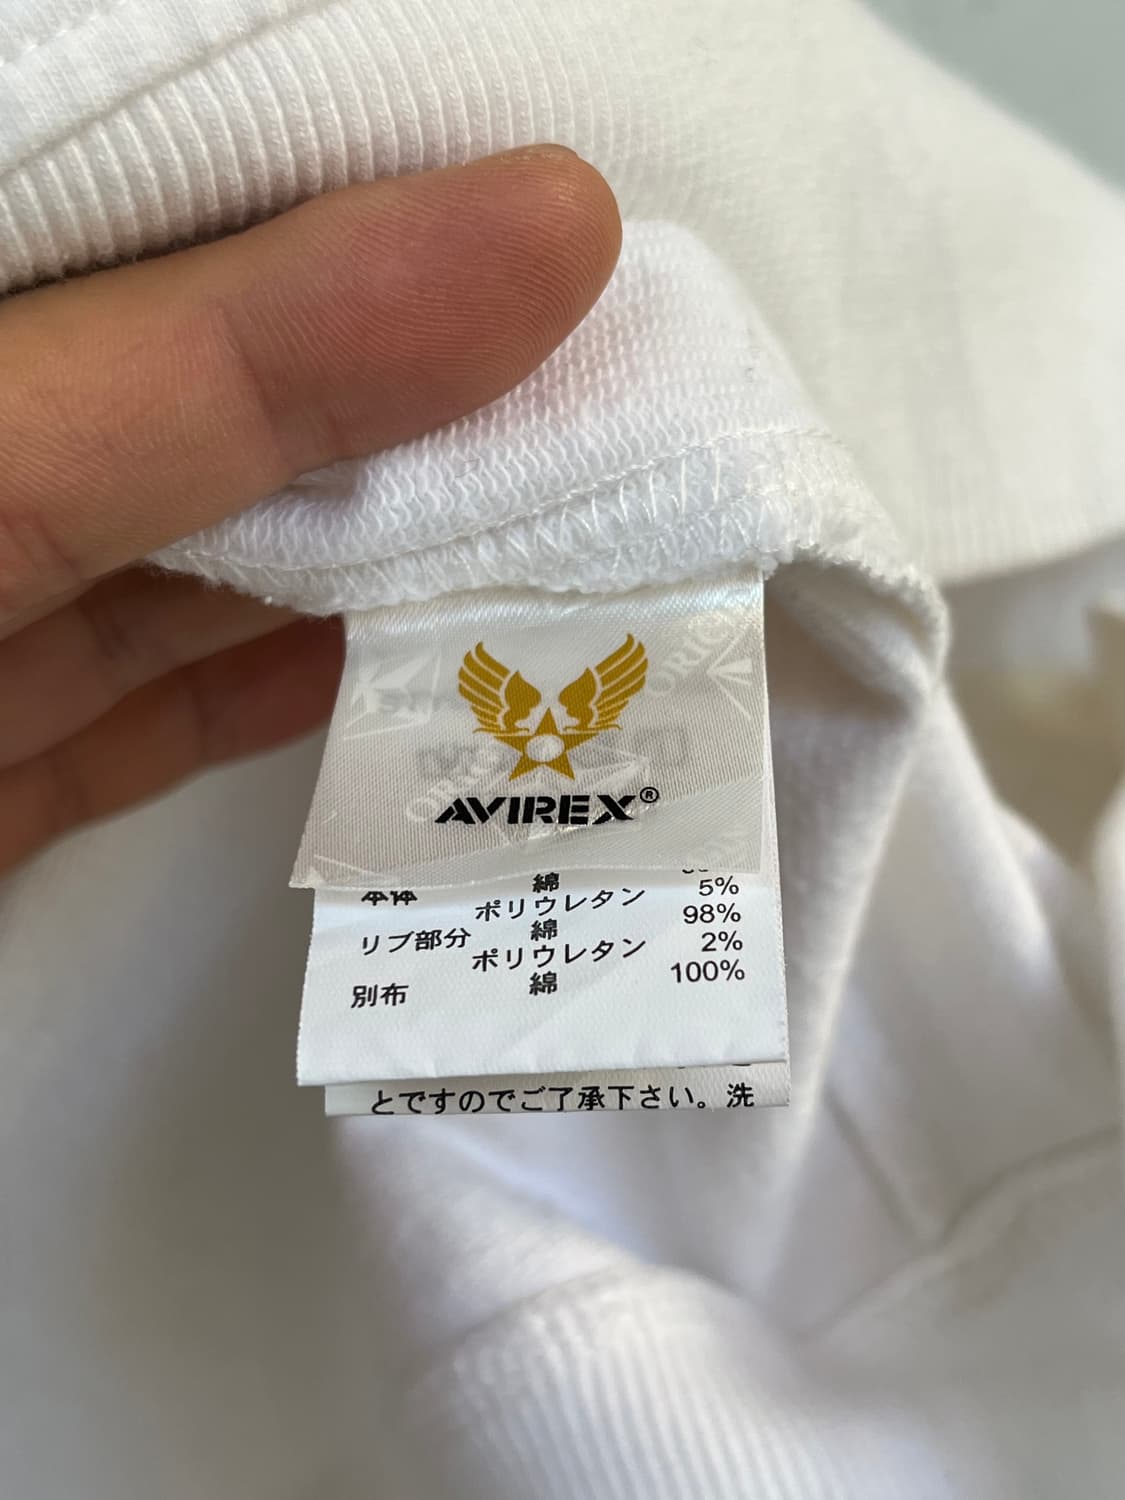 AVIREX®
本体 綿
ポリウレタン 5%
リブ部分 綿 98%
ポリウレタン 2%
別布 綿 100%
とですのでご了承下さい。洗